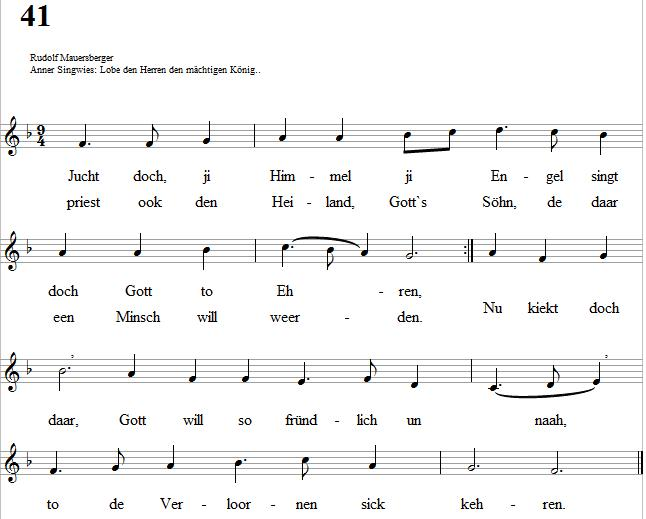 41
Rudolf Mauersberger
Anner Singwies: Lobe den Herren den mächtigen König..
9
4
Jucht doch, ji Him - mel ji En - gel singt
priest ook den Hei - land, Gott`s Söhn, de daar
doch Gott to Eh - ren,
een Minsch will weer - den.
Nu kiekt doch
daar, Gott will so fründ - lich un naah,
to de Ver - loor - nen sick keh - ren.